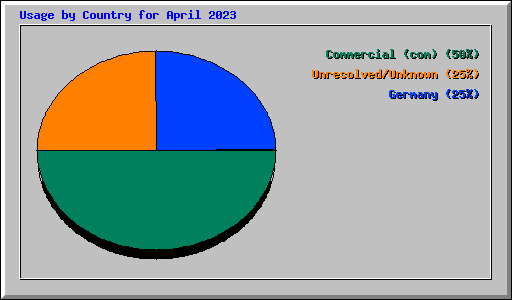 Usage by Country for April 2023
Commercial (com) (50%)
Unresolved/Unknown (25%)
Germany (25%)